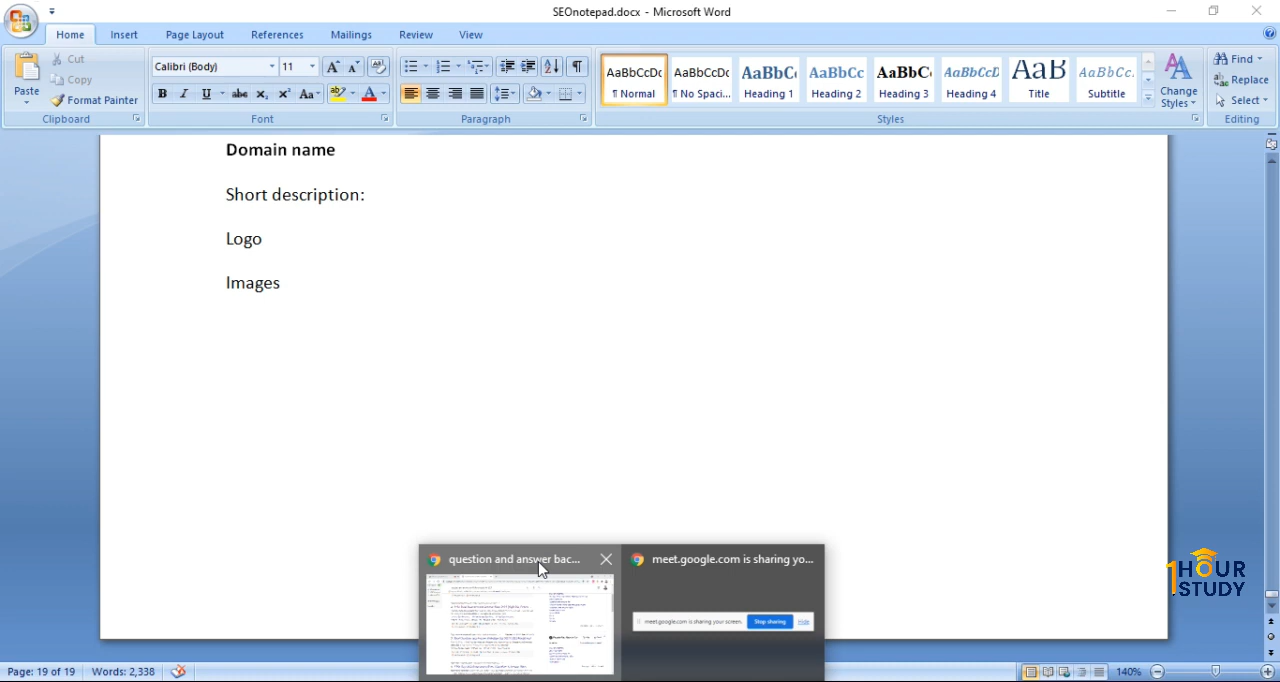 SEOnotepad.docx - Microsoft Word
Home Insert Page Layout References Mailings Review View
Paste
Cut
Copy
Format Painter
Clipboard
Calibri (Body) 11
Font
Paragraph
AaBbCcDc AaBbCcDc AaBbC AaBbCc AaBbC AaBbCcD AaB AaBbCc.
¶ Normal ¶ No Spaci... Heading 1 Heading 2 Heading 3 Heading 4 Title Subtitle
Change
Styles
Styles
Find
Replace
Select
Editing
Domain name
Short description:
Logo
Images
question and answer bac...
meet.google.com is sharing yo...
meet.google.com is sharing your screen. Stop sharing Hide
1HOUR
STUDY
Page: 19 of 19 Words: 2,338 140%